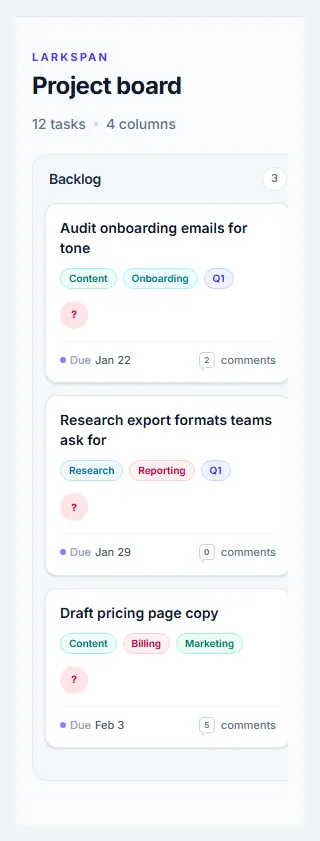 LARKSPAN
Project board
12 tasks • 4 columns
Backlog 3
Audit onboarding emails for
tone
Content Onboarding Q1
?
Due Jan 22 2 comments
Research export formats teams
ask for
Research Reporting Q1
?
Due Jan 29 0 comments
Draft pricing page copy
Content Billing Marketing
?
Due Feb 3 5 comments